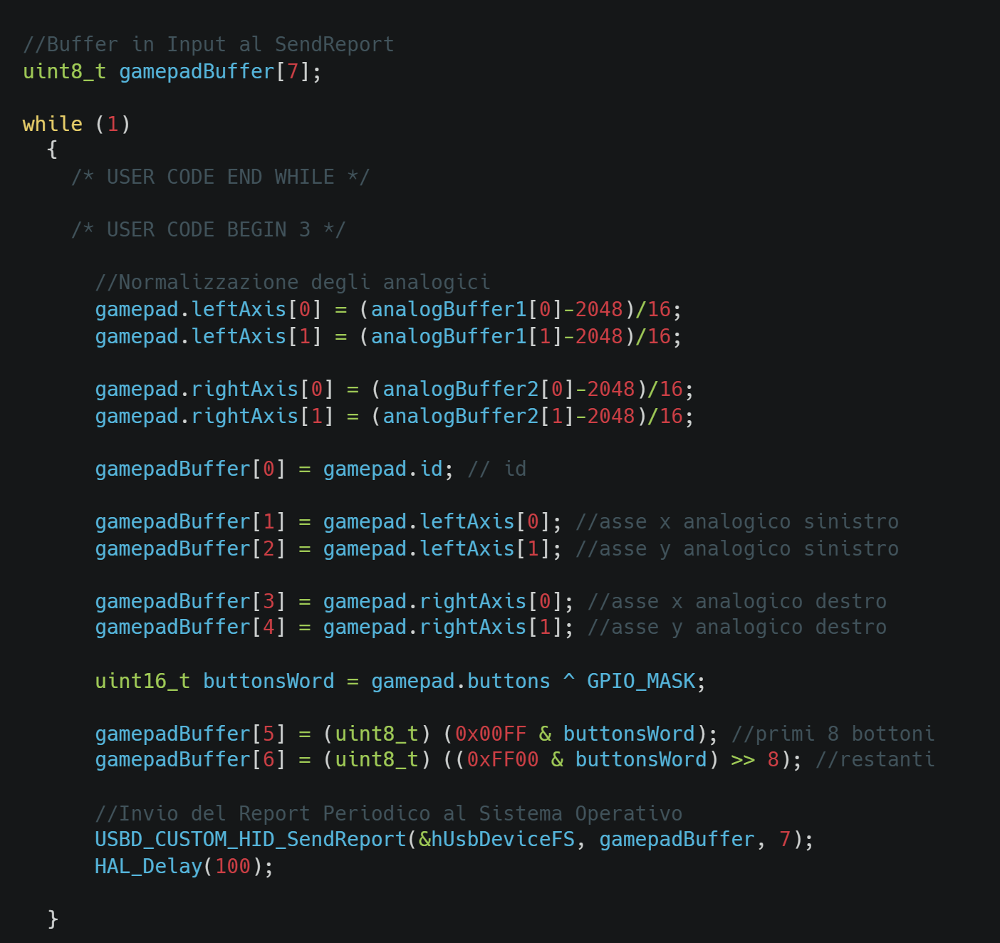 //Buffer in Input al SendReport
uint8_t gamepadBuffer[7];
while (1)
{
/* USER CODE END WHILE */
/* USER CODE BEGIN 3 */
//Normalizzazione degli analogici
gamepad.leftAxis[0] = (analogBuffer1[0]-2048)/16;
gamepad.leftAxis[1] = (analogBuffer1[1]-2048)/16;
gamepad.rightAxis[0] = (analogBuffer2[0]-2048)/16;
gamepad.rightAxis[1] = (analogBuffer2[1]-2048)/16;
gamepadBuffer[0] = gamepad.id; // id
gamepadBuffer[1] = gamepad.leftAxis[0]; //asse x analogico sinistro
gamepadBuffer[2] = gamepad.leftAxis[1]; //asse y analogico sinistro
gamepadBuffer[3] = gamepad.rightAxis[0]; //asse x analogico destro
gamepadBuffer[4] = gamepad.rightAxis[1]; //asse y analogico destro
uint16_t buttonsWord = gamepad.buttons ^ GPIO_MASK;
gamepadBuffer[5] = (uint8_t) (0x00FF & buttonsWord); //primi 8 bottoni
gamepadBuffer[6] = (uint8_t) ((0xFF00 & buttonsWord) >> 8); //restanti
//Invio del Report Periodico al Sistema Operativo
USBD_CUSTOM_HID_SendReport(&hUsbDeviceFS, gamepadBuffer, 7);
HAL_Delay(100);
}